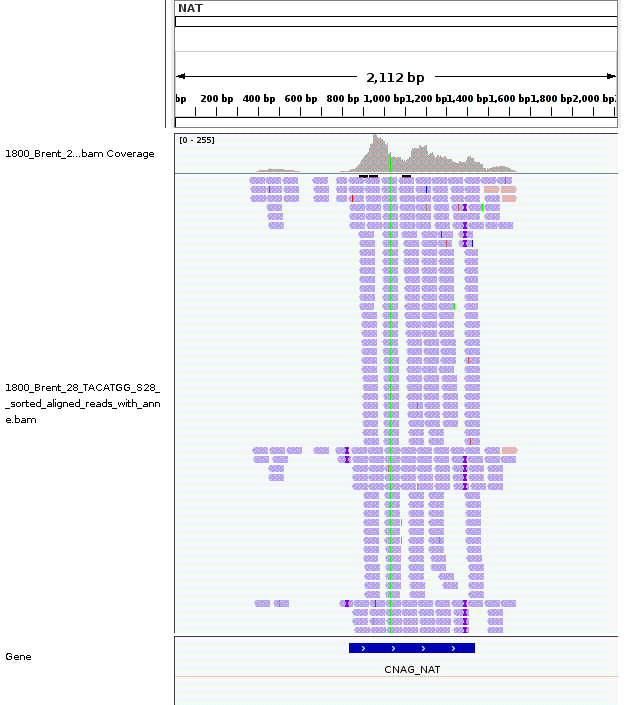 NAT
2,112 bp
bp 200 bp 400 bp 600 bp 800 bp 1,000 bp 1,200 bp 1,400 bp 1,600 bp 1,800 bp 2,000 bp
[0 - 255]
1800_Brent_2...bam Coverage
1800_Brent_28_TACATGG_S28_
_sorted_aligned_reads_with_ann
e.bam
Gene
CNAG_NAT